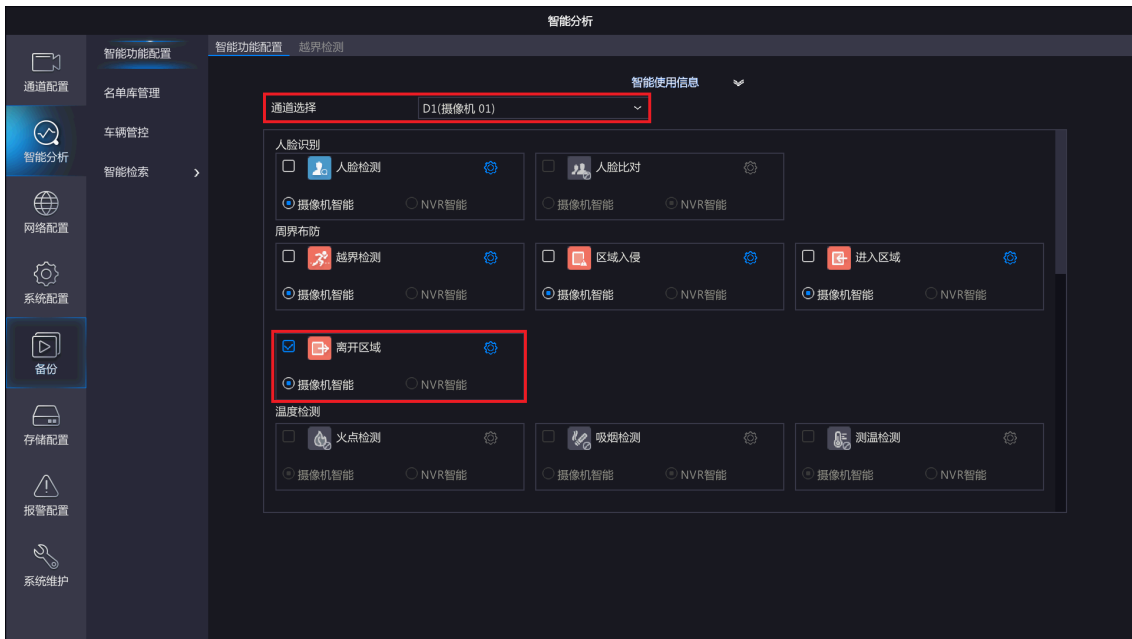 智能分析
通道配置
智能分析
网络配置
系统配置
备份
存储配置
报警配置
系统维护
智能功能配置
名单库管理
车辆管控
智能检索
智能功能配置 越界检测
智能使用信息
通道选择 D1(摄像机 01)
人脸识别
人脸检测 人脸比对
摄像机智能 NVR智能 摄像机智能 NVR智能
周界布防
越界检测 区域入侵 进入区域
摄像机智能 NVR智能 摄像机智能 NVR智能 摄像机智能 NVR智能
离开区域
摄像机智能 NVR智能
温度检测
火点检测 吸烟检测 测温检测
摄像机智能 NVR智能 摄像机智能 NVR智能 摄像机智能 NVR智能